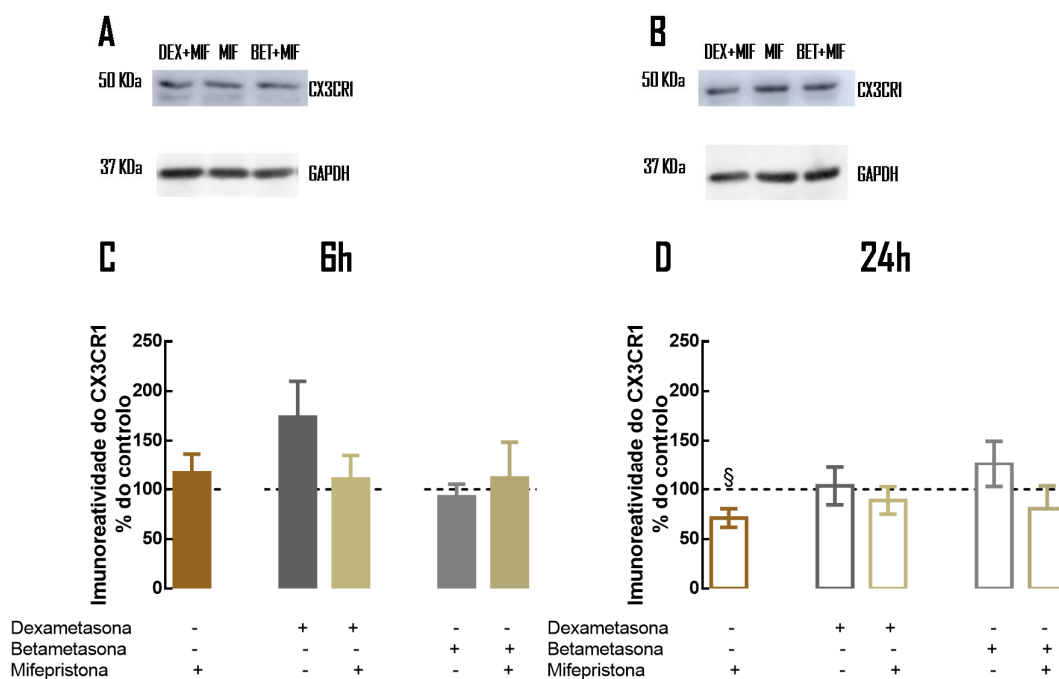 A
DEX+MIF MIF BET+MIF
50 KDa
CX3CR1
37 KDa
GAPDH
B
DEX+MIF MIF BET+MIF
50 KDa
CX3CR1
37 KDa
GAPDH
C
6h
Imunoreatividade do CX3CR1
% do controlo
250
200
150
100
50
0
Dexametasona - + + - -
Betametasona - + +
Mifepristona + + +
D
24h
Imunoreatividade do CX3CR1
% do controlo
250
200
150
100
50
0
§
Dexametasona - + + - -
Betametasona - + +
Mifepristona + + +